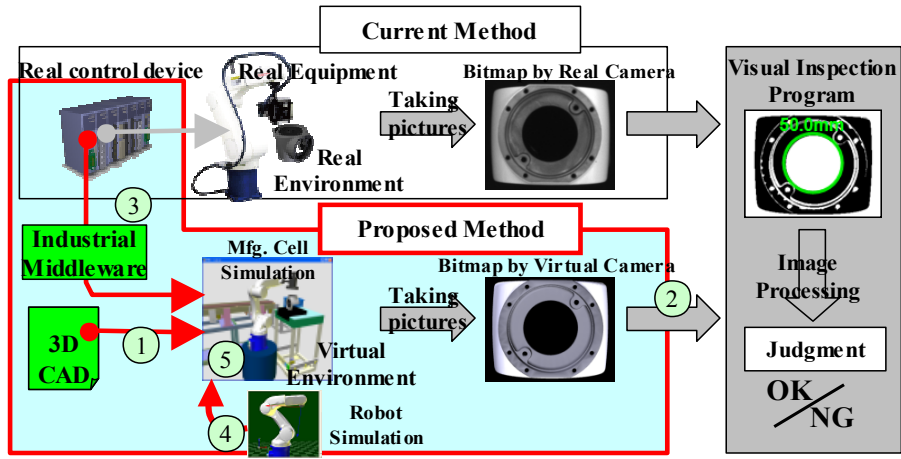 Current Method
Real control device
Real Equipment
Real
Environment
Taking
pictures
Bitmap by Real Camera
Visual Inspection
Program
50.0mm
3
Industrial
Middleware
Proposed Method
Mfg. Cell
Simulation
Bitmap by Virtual Camera
2
Taking
pictures
3D
CAD
1
5
Virtual
Environment
4
Robot
Simulation
Image
Processing
Judgment
OK
NG